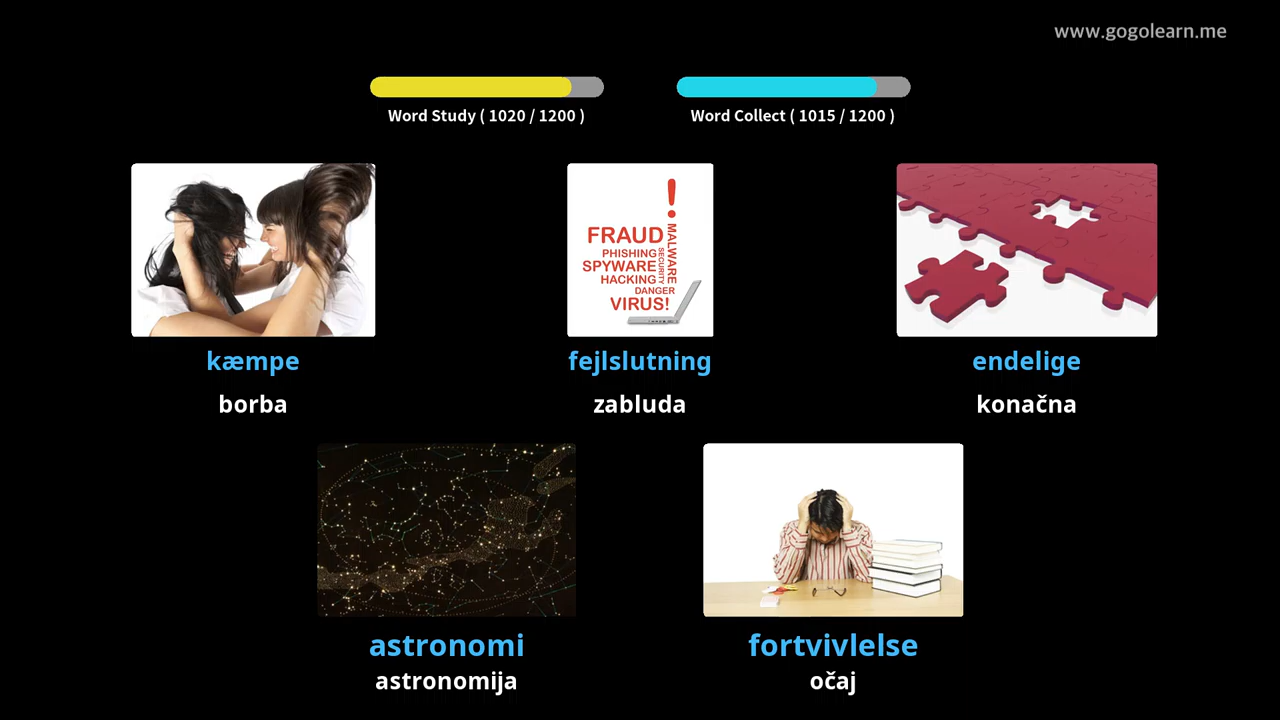 www.gogolearn.me
Word Study ( 1020 / 1200 )
Word Collect ( 1015 / 1200 )
!
FRAUD
PHISHING
SPYWARE
HACKING
DANGER
VIRUS!
SECURITY
MALWARE
kæmpe
borba
fejlslutning
zabluda
endelige
konačna
astronomi
astronomija
fortvivlelse
očaj